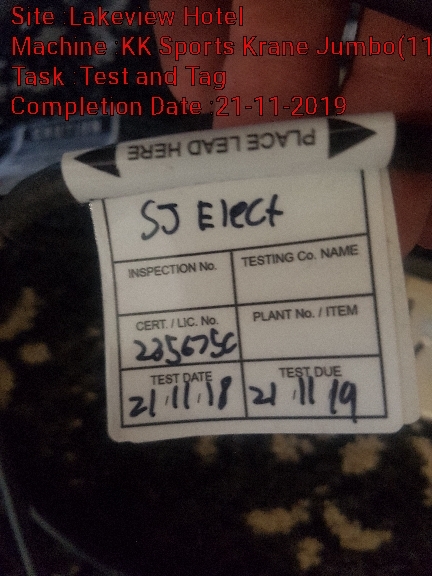 Site :Lakeview Hotel
Machine :KK Sports Krane Jumbo(11
Task :Test and Tag
Completion Date :21-11-2019
PLACE LEAD HERE
SJ Elect
INSPECTION No.
TESTING Co. NAME
CERT. / LIC. No.
PLANT No. / ITEM
225675C
TEST DATE
TEST DUE
21.11.18
21.11.19